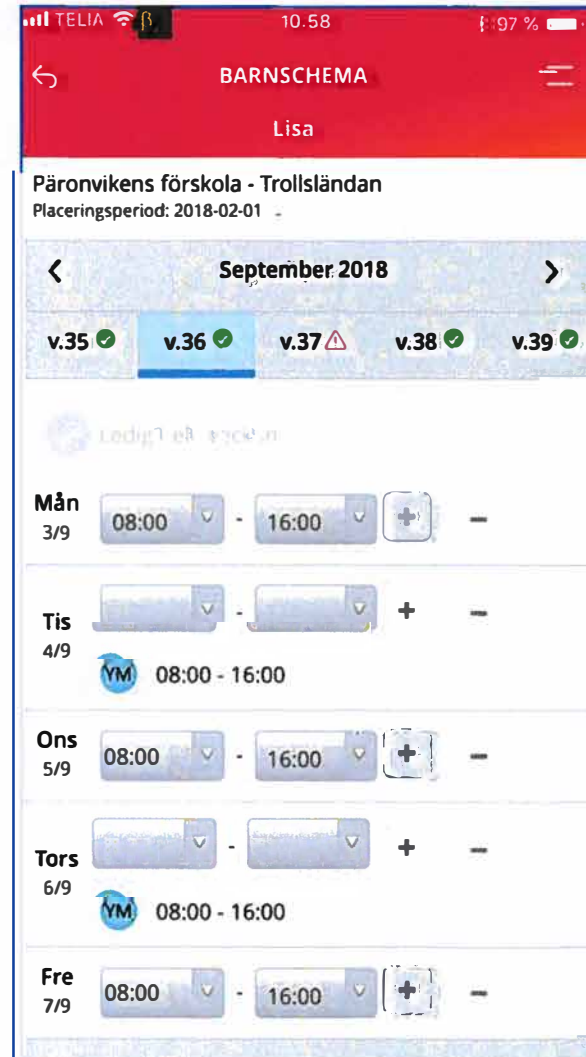 TELIA 10.58 97 %
BARNSCHEMA
Lisa
Päronvikens förskola - Trollsländan
Placeringsperiod: 2018-02-01 -
September 2018
v.35 v.36 v.37 v.38 v.39
Mån 08:00 - 16:00 + -
3/9
Tis - + -
4/9
YM 08:00 - 16:00
Ons 08:00 - 16:00 + -
5/9
Tors - + -
6/9
YM 08:00 - 16:00
Fre 08:00 - 16:00 + -
7/9